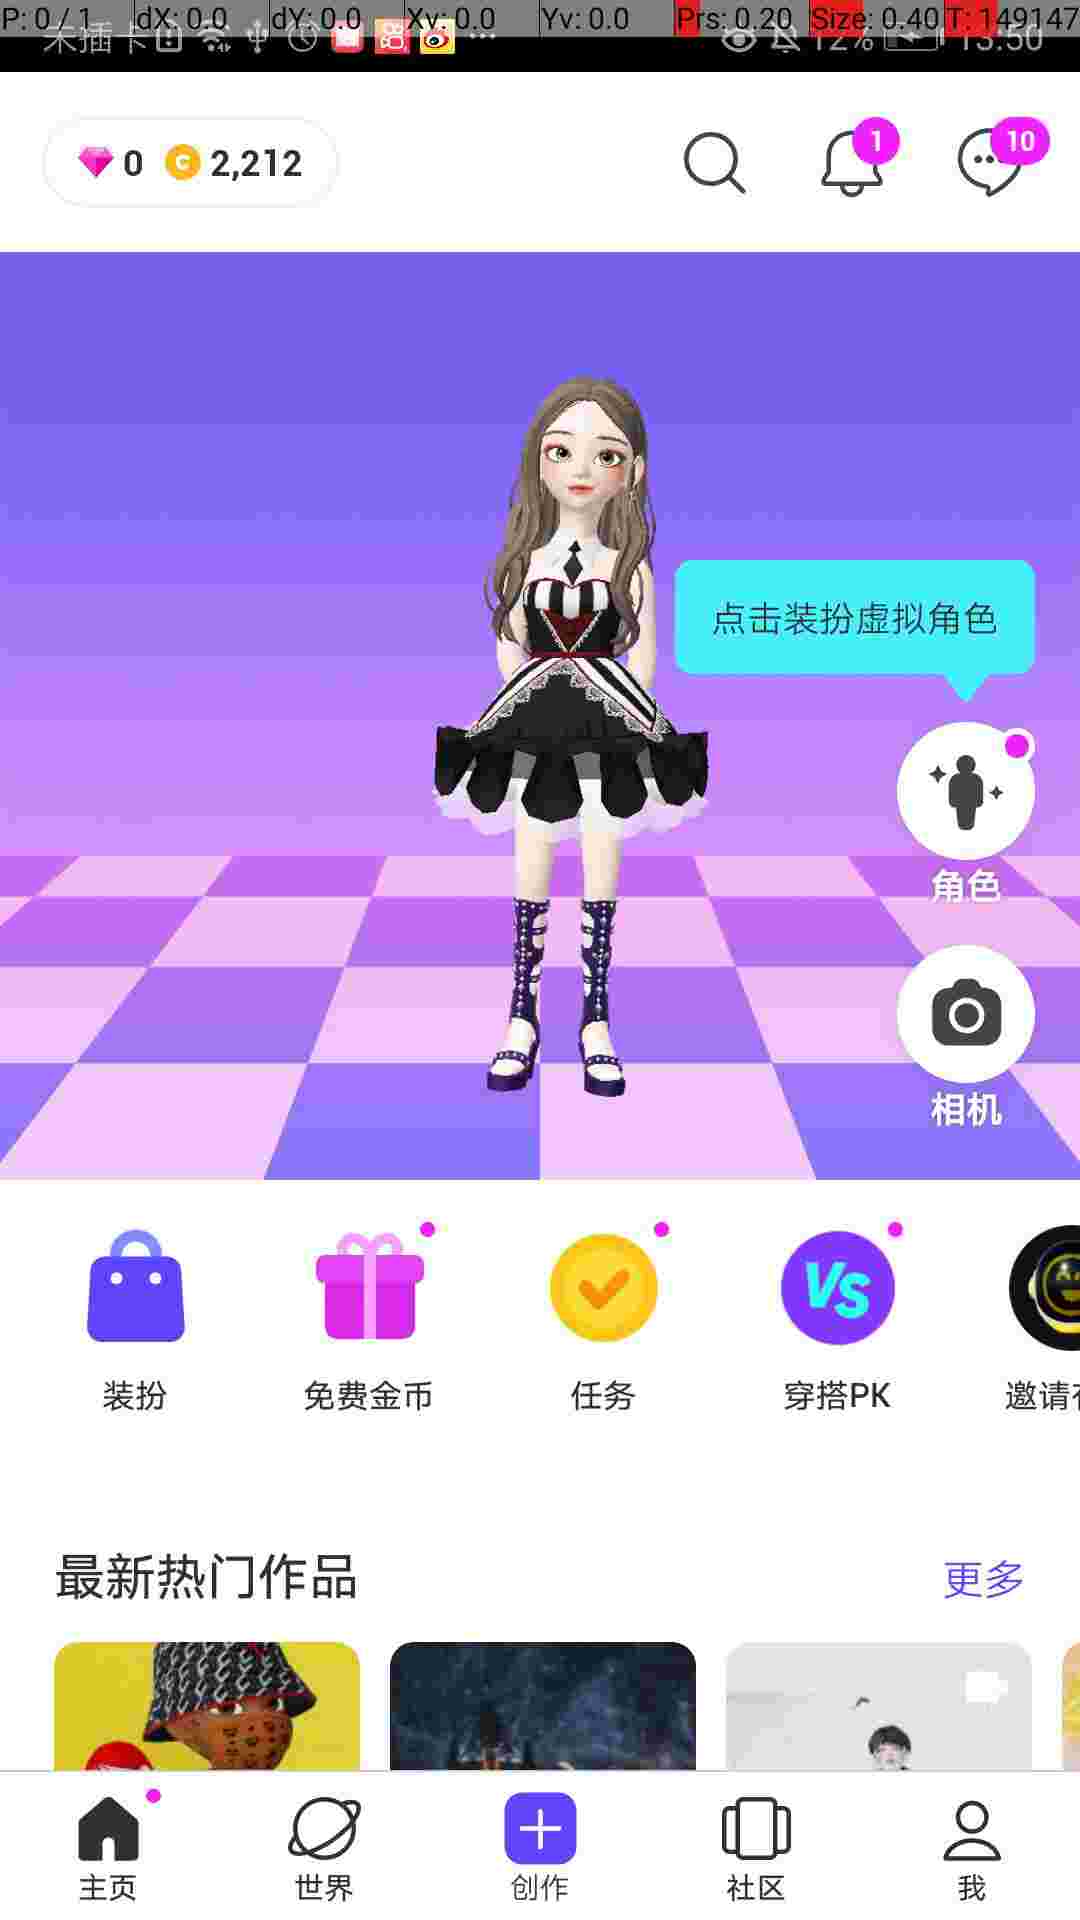 P: 0 / 1 dX: 0.0 dY: 0.0 Xv: 0.0 Yv: 0.0 Prs: 0.20 Size: 0.40 T: 149147
未插卡 12% 13:50
0 2,212 1 10
点击装扮虚拟角色
角色
相机
装扮 免费金币 任务 穿搭PK 邀请
最新热门作品 更多
主页 世界 创作 社区 我